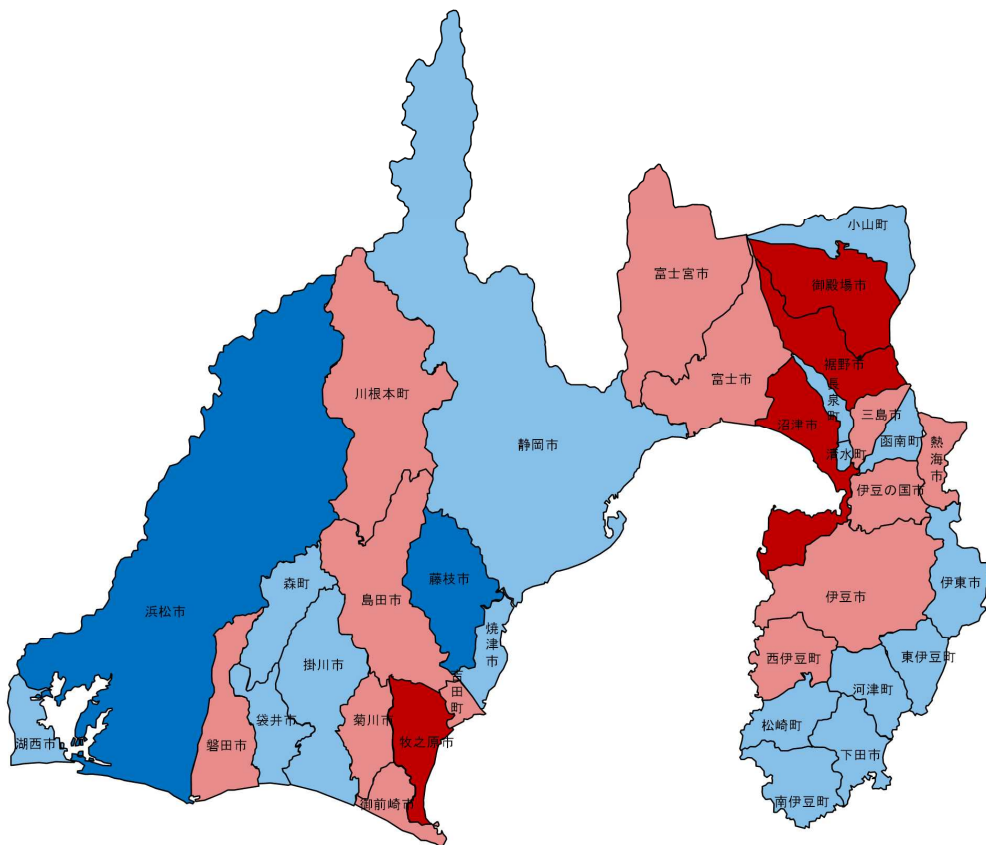 小山町
富士宮市
御殿場市
裾野市
富士市
川根本町
長泉町
三島市
沼津市
函南町
静岡市
清水町
熱海市
伊豆の国市
藤枝市
森町
伊東市
島田市
伊豆市
浜松市
焼津市
掛川市
西伊豆町
東伊豆町
吉田町
河津町
袋井市
菊川市
松崎町
湖西市
磐田市
牧之原市
下田市
御前崎市
南伊豆町